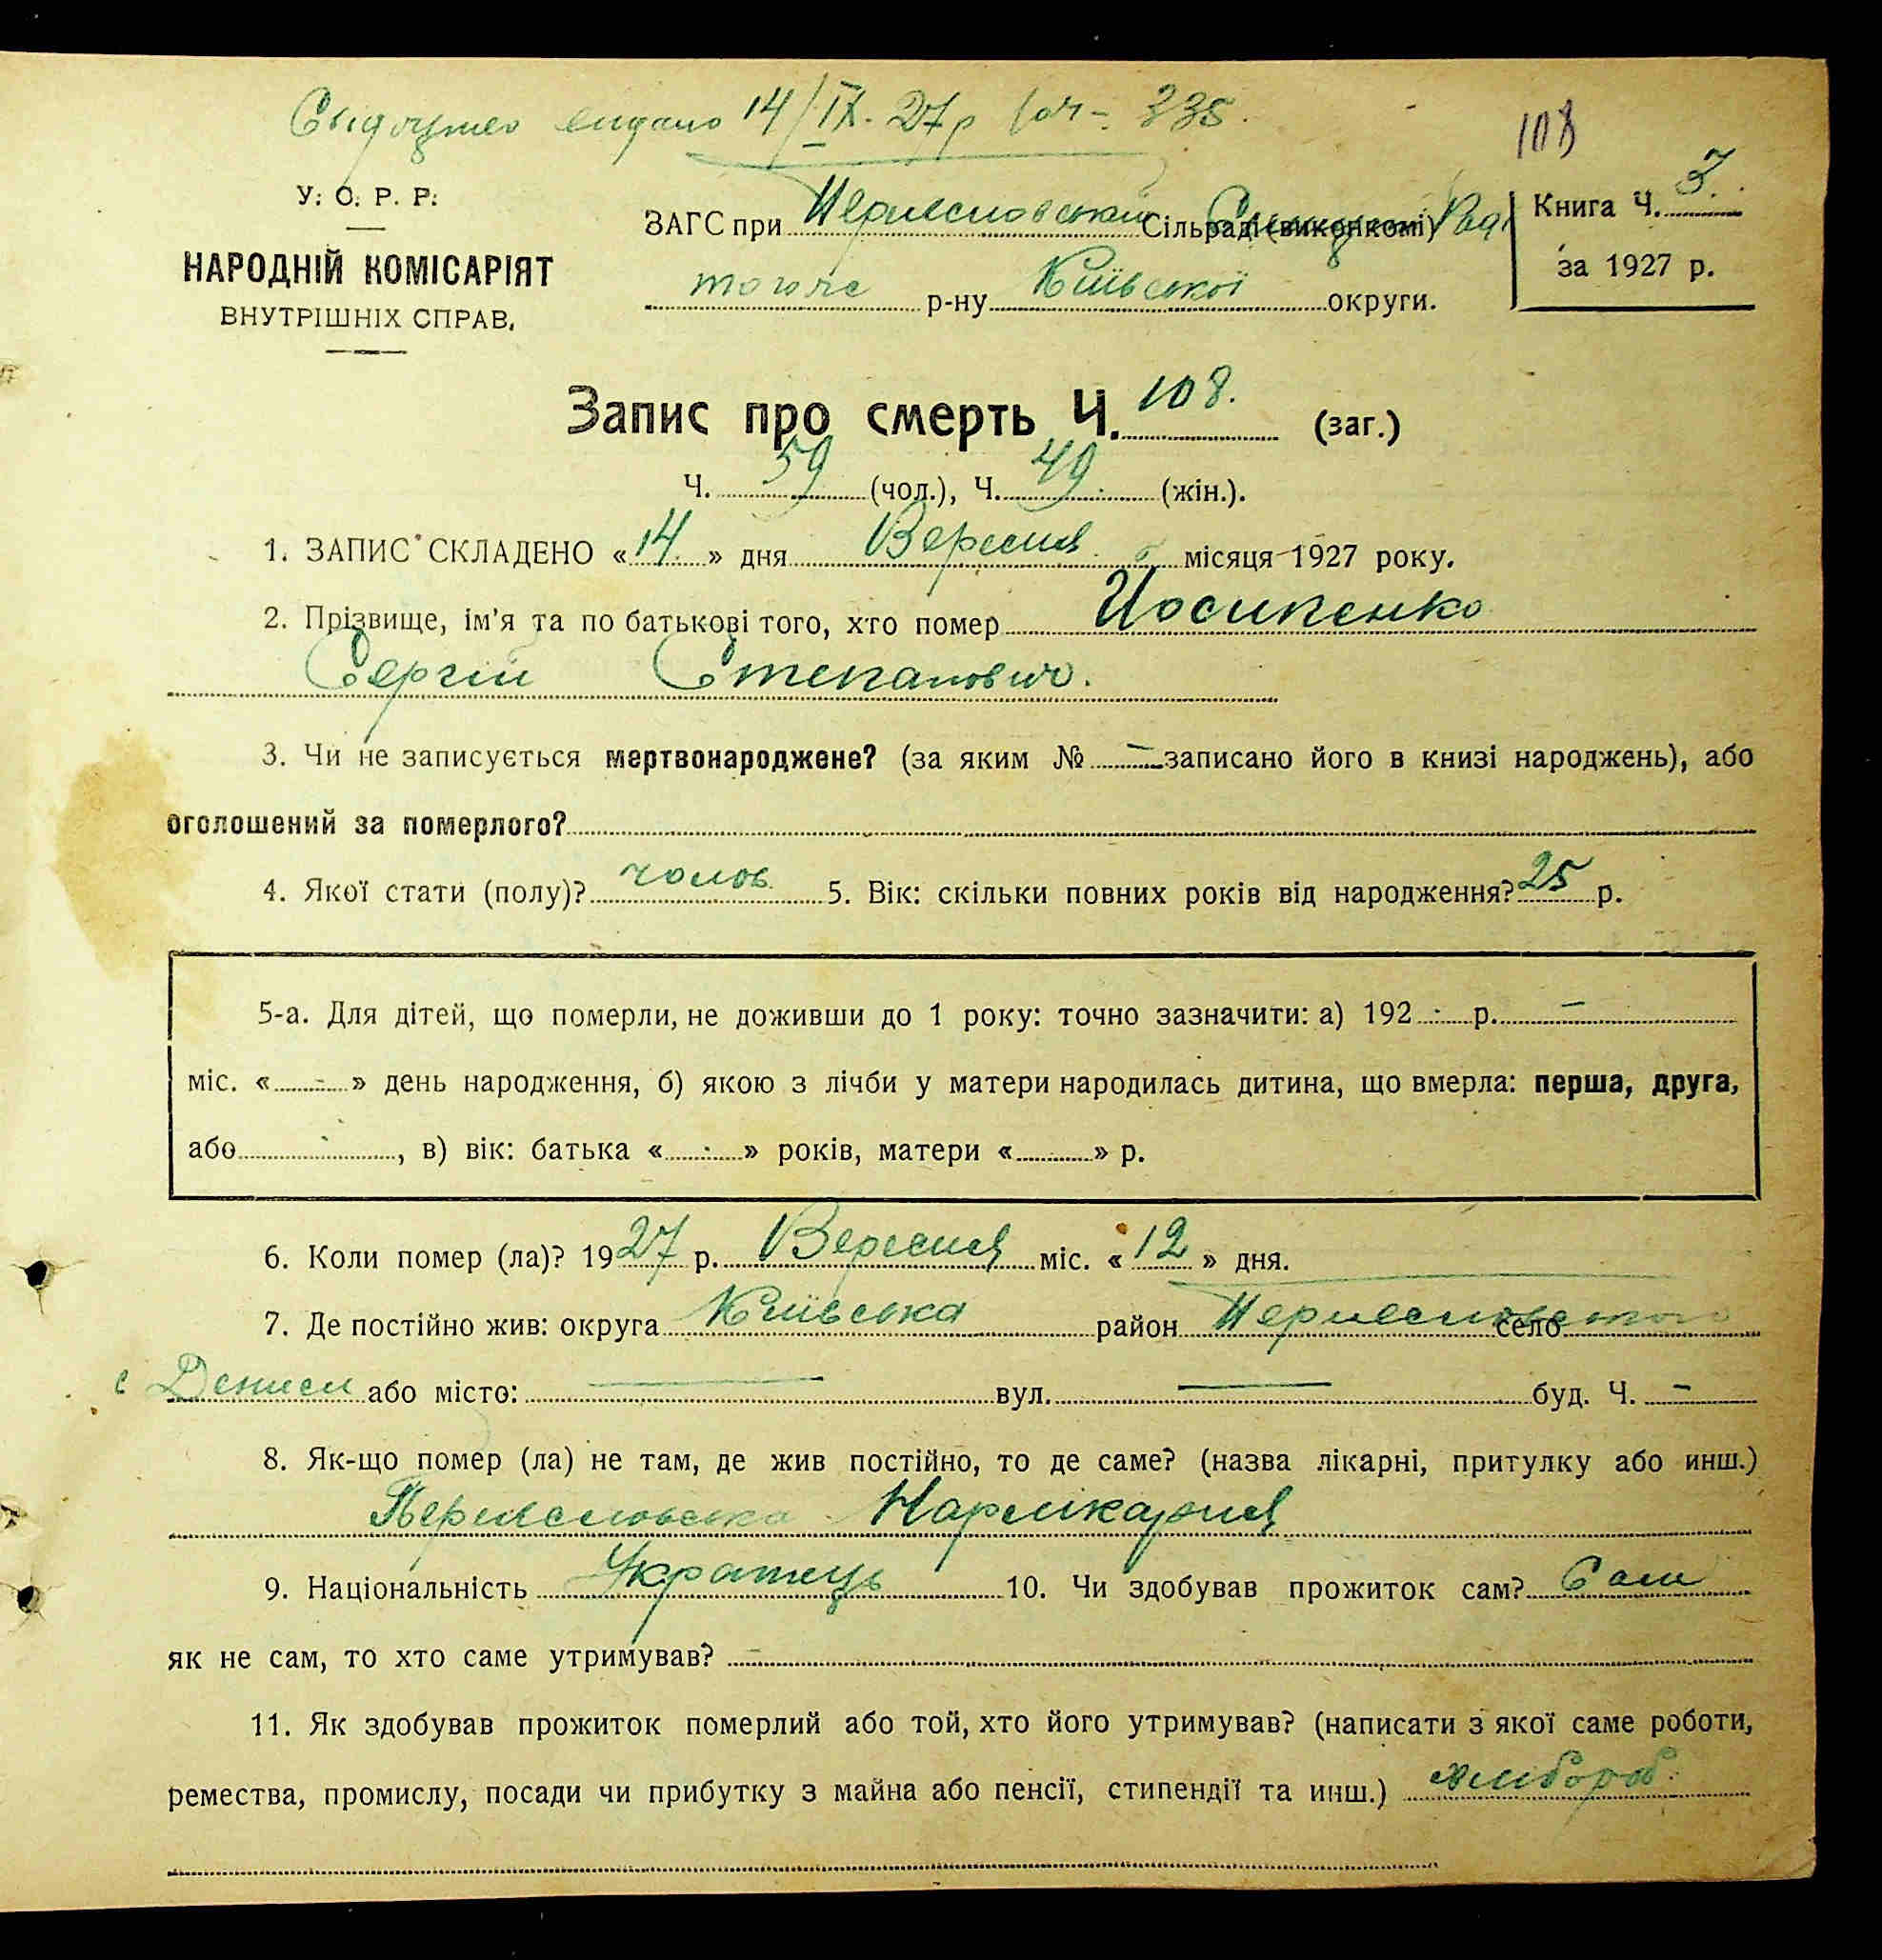 видано 14/IX. 27 р 335.
108
У. С. Р. Р.
НАРОДНІЙ КОМІСАРІЯТ
ВНУТРІШНІХ СПРАВ.
ЗАГС при Сільраді (виконкомі)
тогоже р-ну Київської округи.
Книга Ч. 3.
за 1927 р.
Запис про смерть Ч. 108. (заг.)
Ч. 59 (чол.), Ч. 49. (жін.).
1. ЗАПИС СКЛАДЕНО «14» дня Вересня місяця 1927 року.
2. Прізвище, ім'я та по батькові того, хто помер Йосипенко
Сергій Степанович.
3. Чи не записується мертвонароджене? (за яким № — записано його в книзі народжень), або
оголошений за померлого?
4. Якої стати (полу)? чолов. 5. Вік: скільки повних років від народження? 25 р.
5-а. Для дітей, що померли, не доживши до 1 року: точно зазначити: а) 192 - р. —
міс. « - » день народження, б) якою з лічби у матери народилась дитина, що вмерла: перша, друга,
або , в) вік: батька « - » років, матери « » р.
6. Коли помер (ла)? 1927 р. Вересня міс. «12» дня.
7. Де постійно жив: округа Київська район село
с Дениси або місто: — вул. — буд. Ч. —
8. Як-що помер (ла) не там, де жив постійно, то де саме? (назва лікарні, притулку або инш.)
Нарлікарня
9. Національність Українець 10. Чи здобував прожиток сам? Сам
як не сам, то хто саме утримував? —
11. Як здобував прожиток померлий або той, хто його утримував? (написати з якої саме роботи,
ремества, промислу, посади чи прибутку з майна або пенсії, стипендії та инш.) хлібороб.